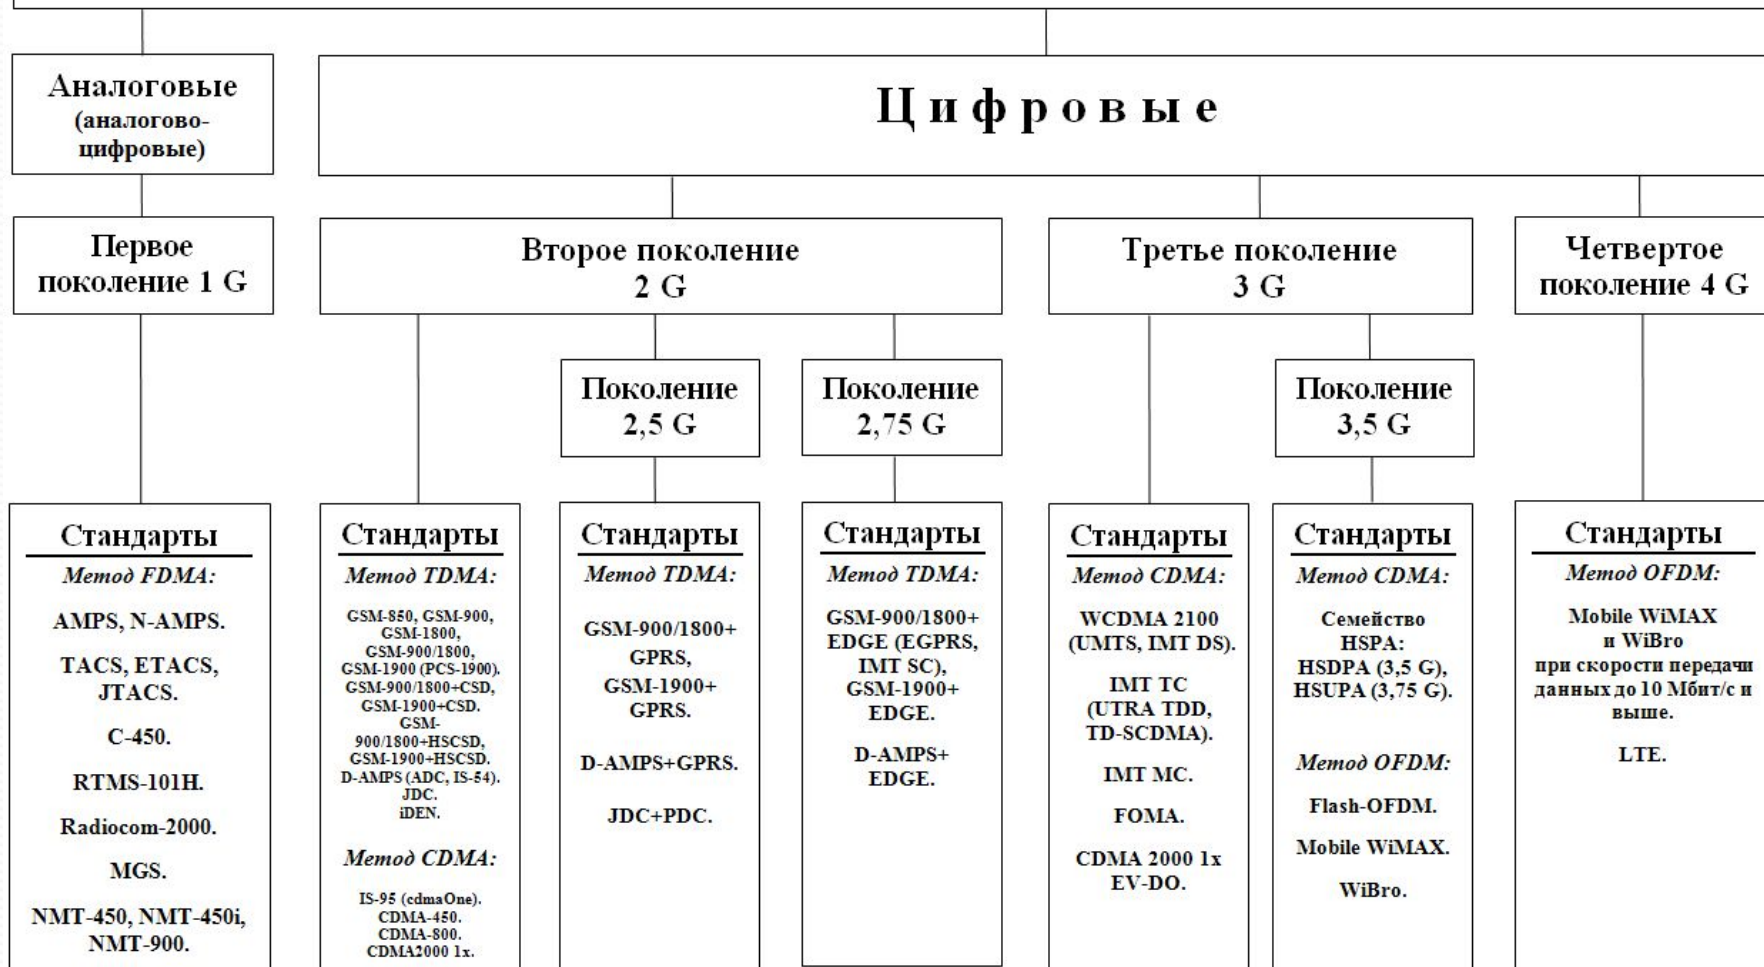 Аналоговые
(аналогово-
цифровые)
Цифровые
Первое
поколение 1 G
Второе поколение
2 G
Третье поколение
3 G
Четвертое
поколение 4 G
Поколение
2,5 G
Поколение
2,75 G
Поколение
3,5 G
Стандарты
Метод FDMA:
AMPS, N-AMPS.
TACS, ETACS,
JTACS.
C-450.
RTMS-101H.
Radiocom-2000.
MGS.
NMT-450, NMT-450i,
NMT-900.
Стандарты
Метод TDMA:
GSM-850, GSM-900,
GSM-1800,
GSM-900/1800,
GSM-1900 (PCS-1900).
GSM-900/1800+CSD,
GSM-1900+CSD.
GSM-
900/1800+HSCSD,
GSM-1900+HSCSD.
D-AMPS (ADC, IS-54).
JDC.
iDEN.
Метод CDMA:
IS-95 (cdmaOne).
CDMA-450.
CDMA-800.
CDMA2000 1x.
Стандарты
Метод TDMA:
GSM-900/1800+
GPRS,
GSM-1900+
GPRS.
D-AMPS+GPRS.
JDC+PDC.
Стандарты
Метод TDMA:
GSM-900/1800+
EDGE (EGPRS,
IMT SC),
GSM-1900+
EDGE.
D-AMPS+
EDGE.
Стандарты
Метод CDMA:
WCDMA 2100
(UMTS, IMT DS).
IMT TC
(UTRA TDD,
TD-SCDMA).
IMT MC.
FOMA.
CDMA 2000 1x
EV-DO.
Стандарты
Метод CDMA:
Семейство
HSPA:
HSDPA (3,5 G),
HSUPA (3,75 G).
Метод OFDM:
Flash-OFDM.
Mobile WiMAX.
WiBro.
Стандарты
Метод OFDM:
Mobile WiMAX
и WiBro
при скорости передачи
данных до 10 Мбит/с и
выше.
LTE.